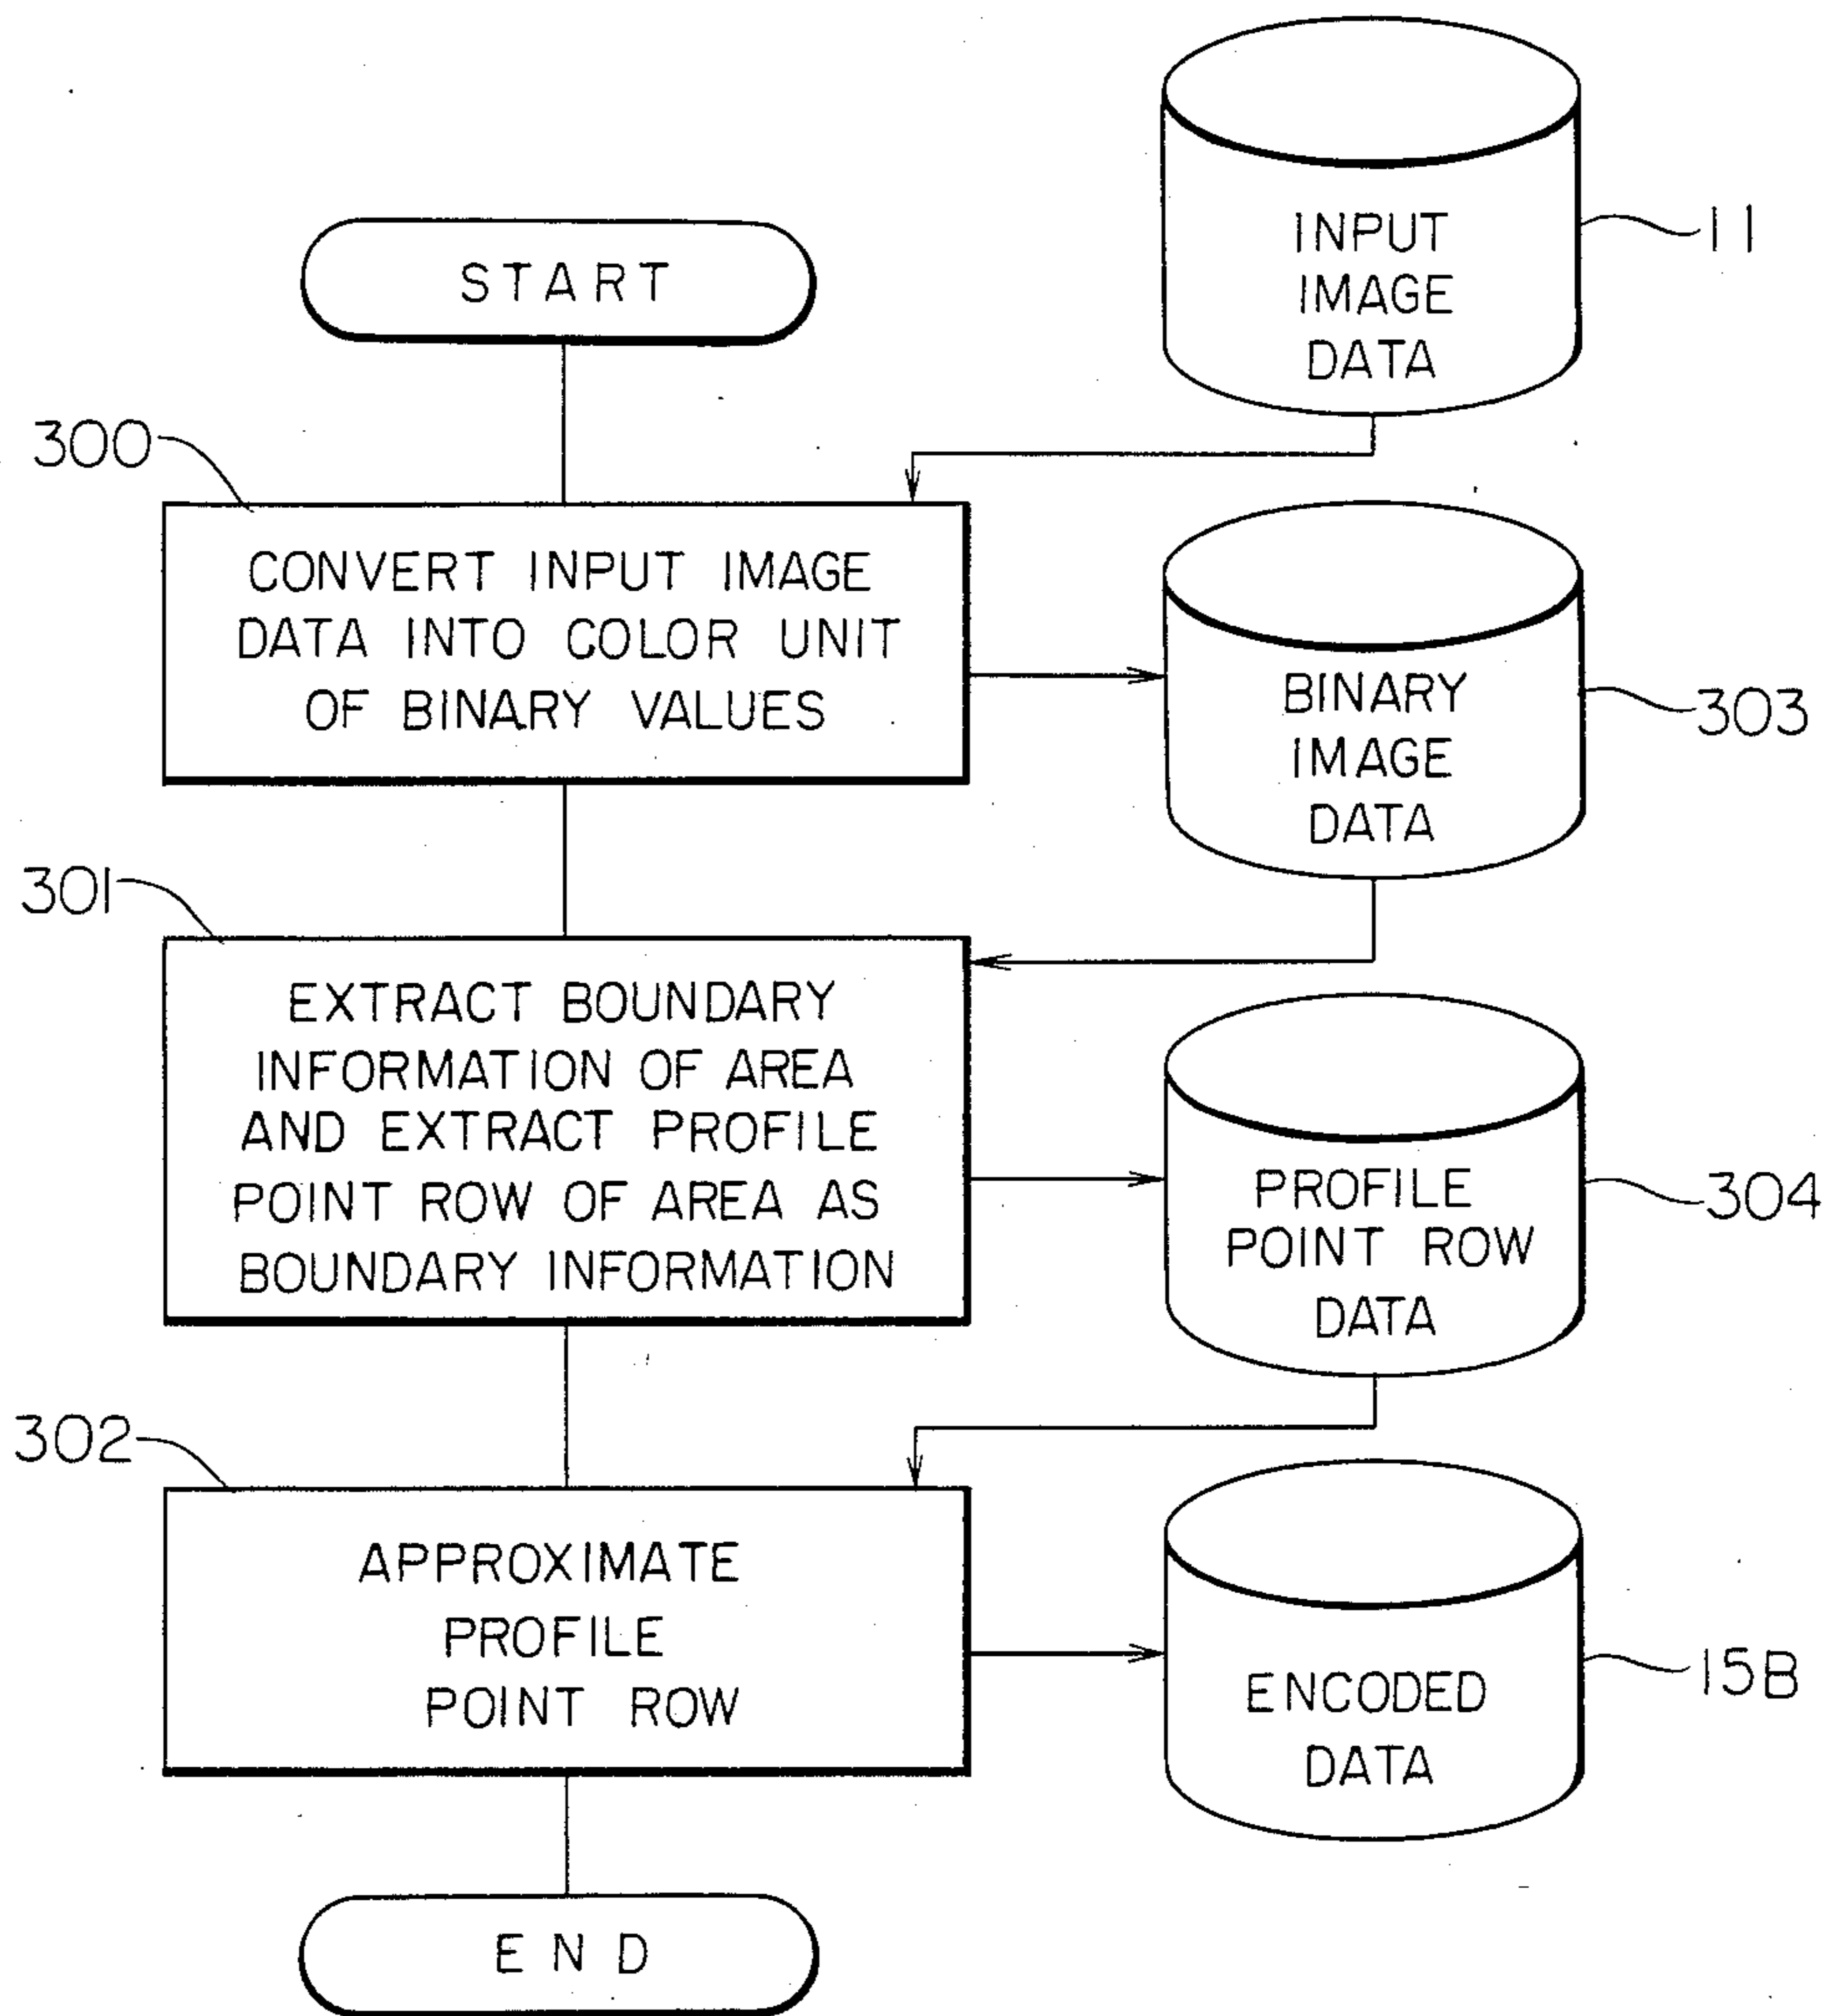 INPUT
IMAGE
DATA
11
START
300
CONVERT INPUT IMAGE
DATA INTO COLOR UNIT
OF BINARY VALUES
BINARY
IMAGE
DATA
303
301
EXTRACT BOUNDARY
INFORMATION OF AREA
AND EXTRACT PROFILE
POINT ROW OF AREA AS
BOUNDARY INFORMATION
PROFILE
POINT ROW
DATA
304
302
APPROXIMATE
PROFILE
POINT ROW
ENCODED
DATA
15B
END